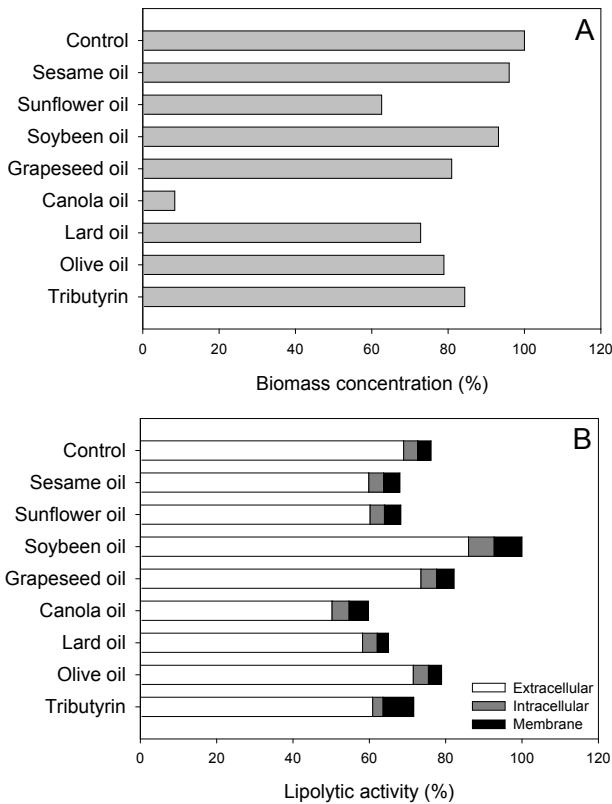 A
Control
Sesame oil
Sunflower oil
Soybeen oil
Grapeseed oil
Canola oil
Lard oil
Olive oil
Tributyrin
0 20 40 60 80 100 120
Biomass concentration (%)
B
Control
Sesame oil
Sunflower oil
Soybeen oil
Grapeseed oil
Canola oil
Lard oil
Olive oil
Tributyrin
Extracellular
Intracellular
Membrane
0 20 40 60 80 100 120
Lipolytic activity (%)